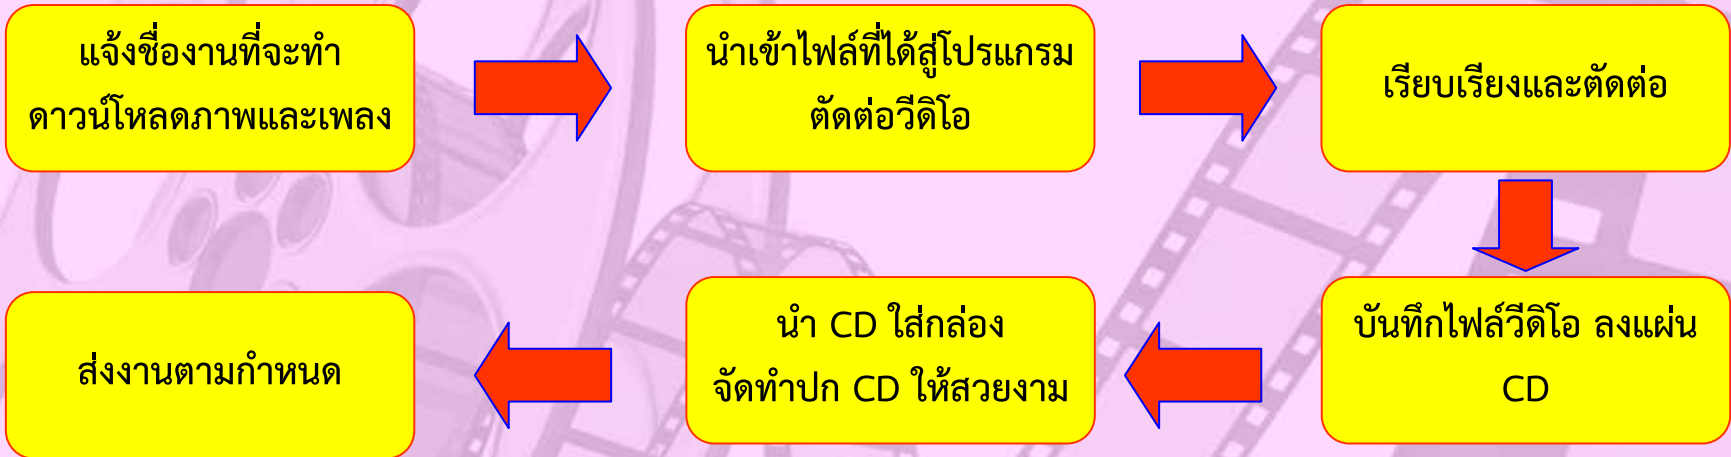 แจ้งชื่องานที่จะทำ
ดาวน์โหลดภาพและเพลง
นำเข้าไฟล์ที่ได้สู่โปรแกรม
ตัดต่อวีดิโอ
เรียบเรียงและตัดต่อ
บันทึกไฟล์วีดิโอ ลงแผ่น
CD
นำ CD ใส่กล่อง
จัดทำปก CD ให้สวยงาม
ส่งงานตามกำหนด